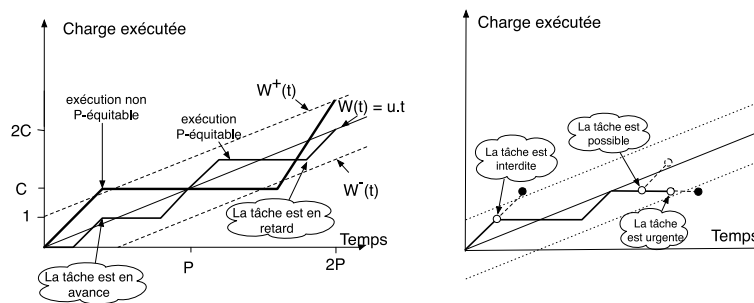 Charge exécutée
W⁺(t)
W(t) = u.t
exécution non
P-équitable
exécution
P-équitable
2C
C
1
W⁻(t)
La tâche est en
retard
Temps
La tâche est en
avance
P
2P
Charge exécutée
La tâche est
interdite
La tâche est
possible
La tâche
est urgente
Temps